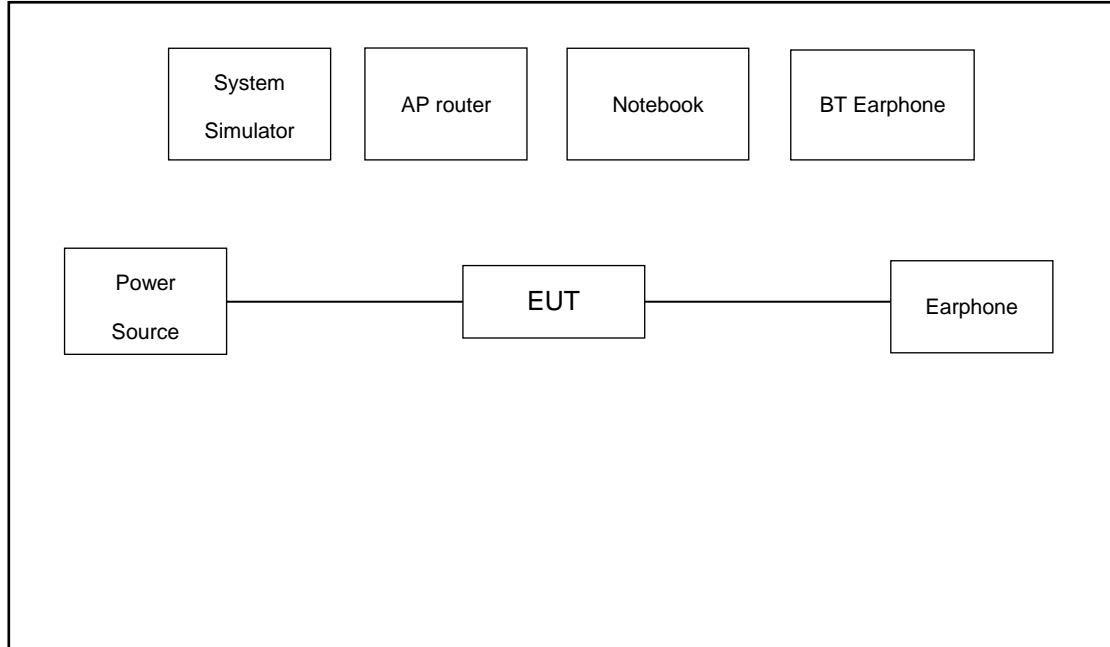 System
Simulator
AP router
Notebook
BT Earphone
Power
Source
EUT
Earphone